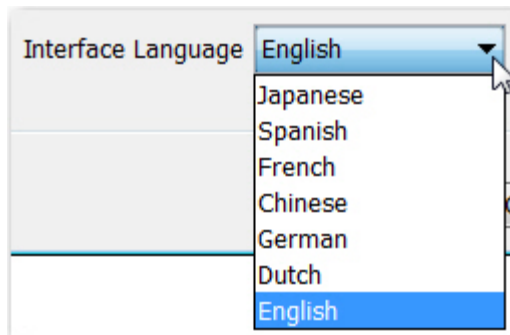 Interface Language English
Japanese
Spanish
French
Chinese
German
Dutch
English